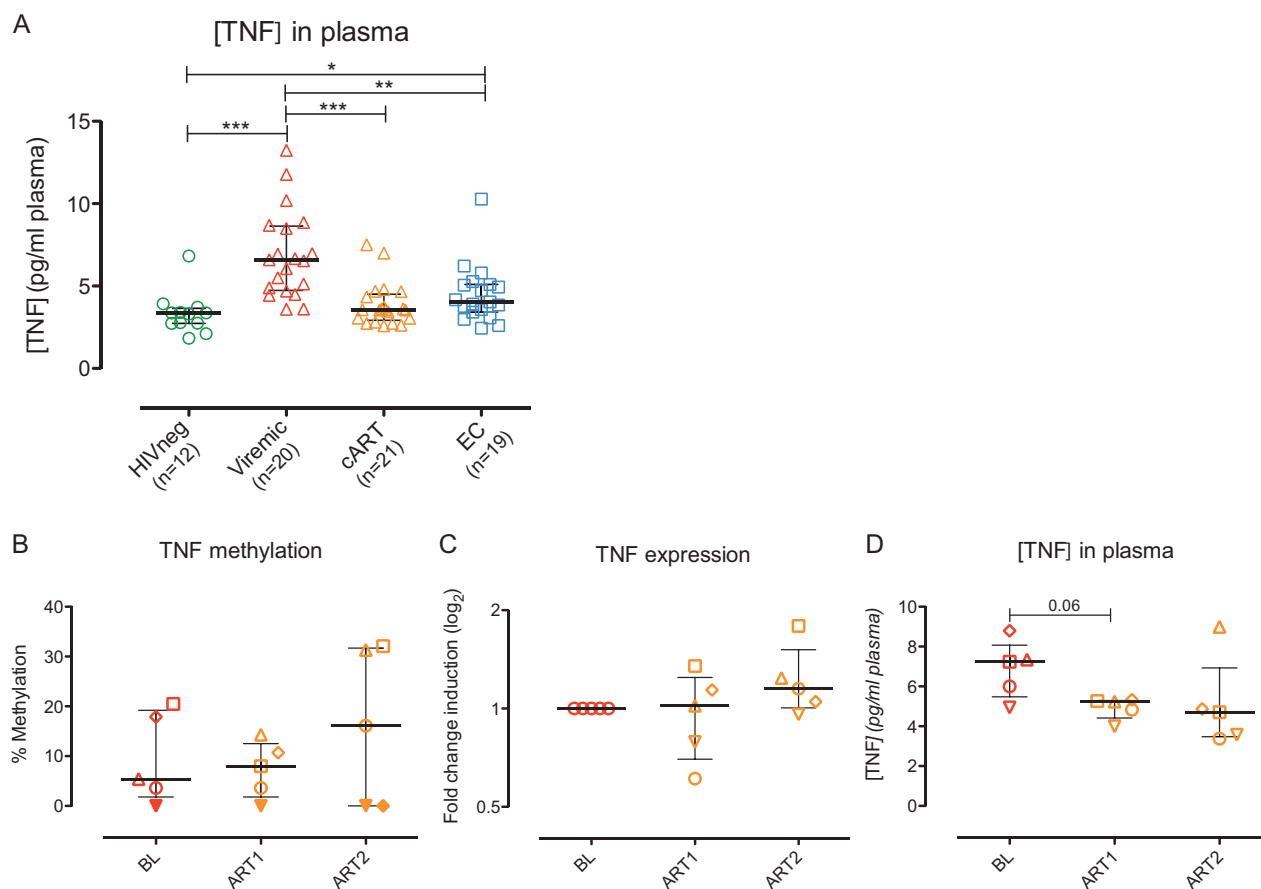 A
[TNF] in plasma
*
**
***
***
[TNF] (pg/ml plasma)
15
10
5
0
HIVneg
(n=12)
Viremic
(n=20)
cART
(n=21)
EC
(n=19)
B
TNF methylation
% Methylation
40
30
20
10
0
BL
ART1
ART2
C
TNF expression
Fold change induction (log2)
2
1
0.5
BL
ART1
ART2
D
[TNF] in plasma
[TNF] (pg/ml plasma)
0.06
10
8
6
4
2
0
BL
ART1
ART2